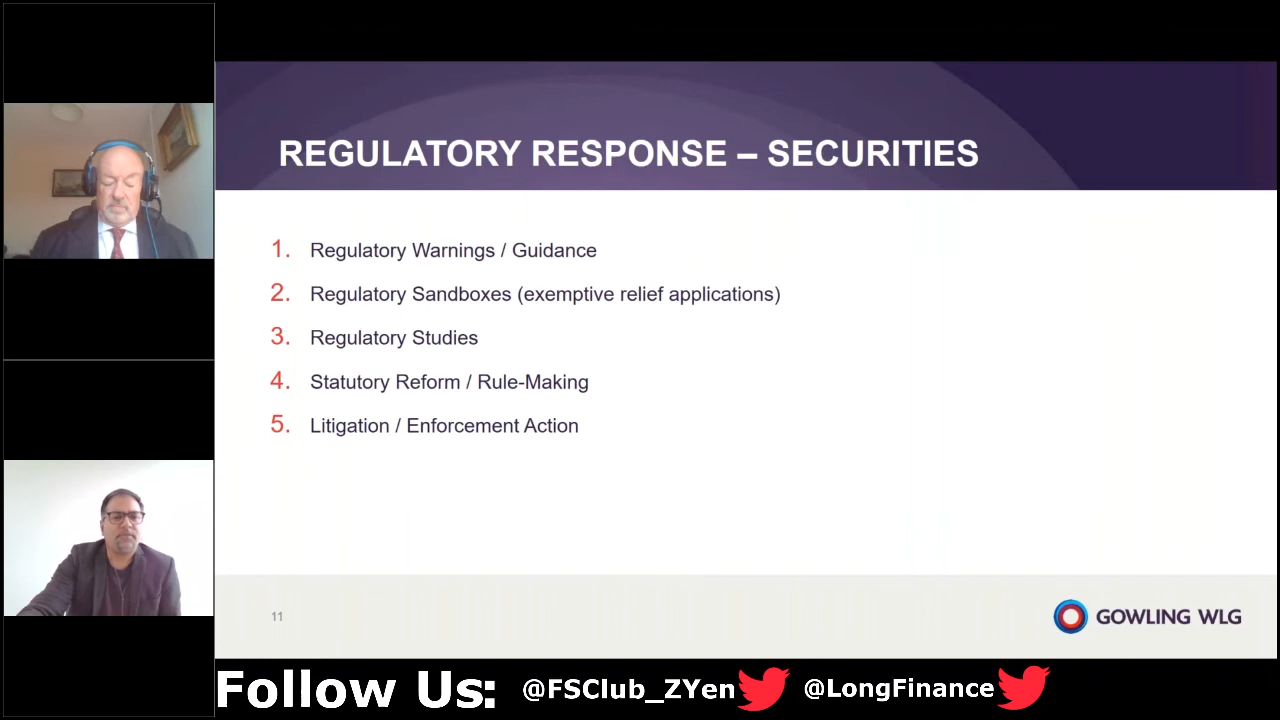 REGULATORY RESPONSE – SECURITIES
1. Regulatory Warnings / Guidance
2. Regulatory Sandboxes (exemptive relief applications)
3. Regulatory Studies
4. Statutory Reform / Rule-Making
5. Litigation / Enforcement Action
11
GOWLING WLG
Follow Us: @FSClub_ZYen @LongFinance